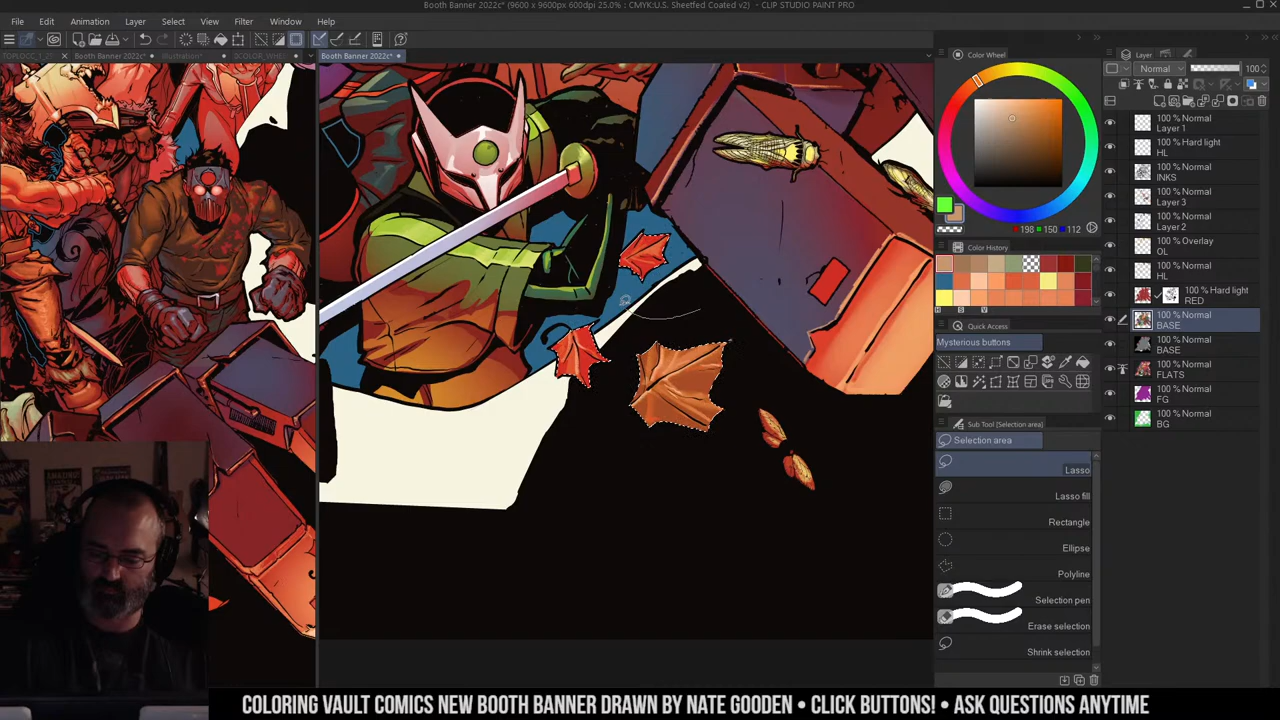 Booth Banner 2022c* (9600 x 9600px 600dpi 25.0% : CMYK:U.S. Sheetfed Coated v2) - CLIP STUDIO PAINT PRO
File Edit Animation Layer Select View Filter Window Help
Booth Banner 2022c* Illustration* Booth Banner 2022c*
Color Wheel
198 150 112
Color History
H S V
Quick Access
Mysterious buttons
Sub Tool [Selection area]
Selection area
Lasso
Lasso fill
Rectangle
Ellipse
Polyline
Selection pen
Erase selection
Shrink selection
Layer
Normal 100
100 % Normal
Layer 1
100 % Hard light
HL
100 % Normal
INKS
100 % Normal
Layer 3
100 % Normal
Layer 2
100 % Overlay
OL
100 % Normal
HL
100 % Hard light
RED
100 % Normal
BASE
100 % Normal
BASE
100 % Normal
FLATS
100 % Normal
FG
100 % Normal
BG
COLORING VAULT COMICS NEW BOOTH BANNER DRAWN BY NATE GOODEN • CLICK BUTTONS! • ASK QUESTIONS ANYTIME